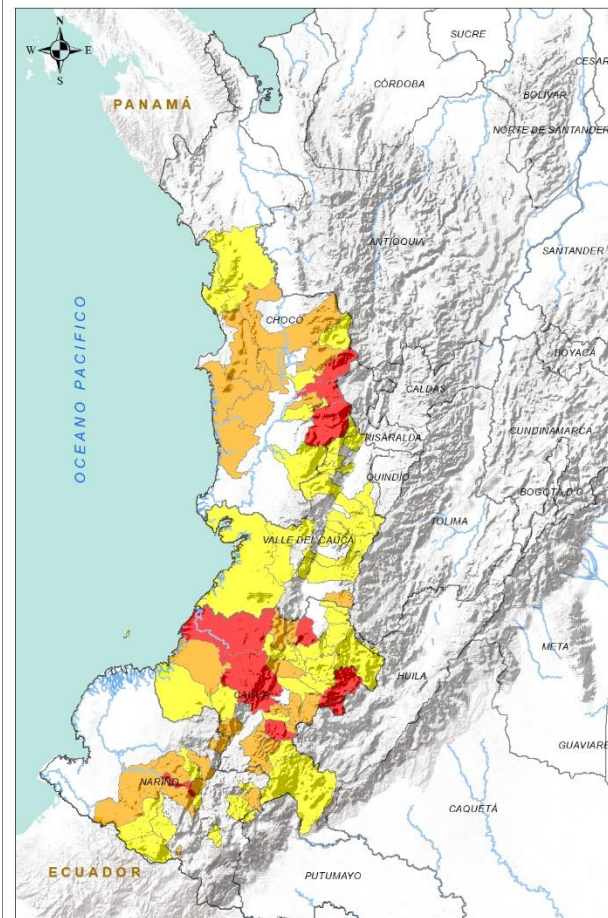 SUCRE
N
W E
S
CESAR
CÓRDOBA
PANAMÁ
BOLÍVAR
NORTE DE SANTANDER
ANTIOQUIA
SANTANDER
CHOCÓ
BOYACÁ
CALDAS
OCEANO PACIFICO
CUNDINAMARCA
RISARALDA
QUINDÍO
BOGOTÁ D.C.
TOLIMA
VALLE DEL CAUCA
META
HUILA
CAUCA
GUAVIARE
NARIÑO
CAQUETÁ
ECUADOR
PUTUMAYO